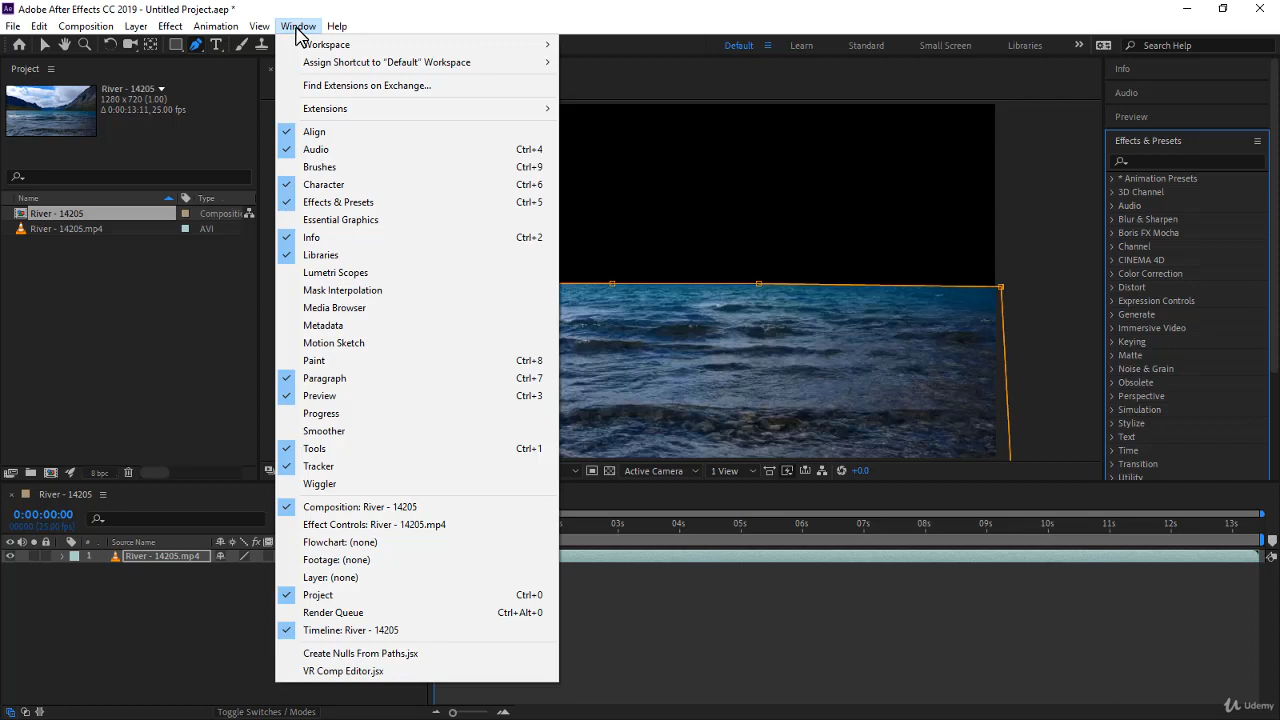 Adobe After Effects CC 2019 - Untitled Project.aep *
File Edit Composition Layer Effect Animation View Window Help
Default Learn Standard Small Screen Libraries Search Help
Project
River - 14205
1280 x 720 (1.00)
Δ 0:00:13:11, 25.00 fps
Name Type
River - 14205 Compositi
River - 14205.mp4 AVI
8 bpc
Workspace
Assign Shortcut to "Default" Workspace
Find Extensions on Exchange...
Extensions
Align
Audio Ctrl+4
Brushes Ctrl+9
Character Ctrl+6
Effects & Presets Ctrl+5
Essential Graphics
Info Ctrl+2
Libraries
Lumetri Scopes
Mask Interpolation
Media Browser
Metadata
Motion Sketch
Paint Ctrl+8
Paragraph Ctrl+7
Preview Ctrl+3
Progress
Smoother
Tools Ctrl+1
Tracker
Wiggler
Composition: River - 14205
Effect Controls: River - 14205.mp4
Flowchart: (none)
Footage: (none)
Layer: (none)
Project Ctrl+0
Render Queue Ctrl+Alt+0
Timeline: River - 14205
Create Nulls From Paths.jsx
VR Comp Editor.jsx
Info
Audio
Preview
Effects & Presets
* Animation Presets
3D Channel
Audio
Blur & Sharpen
Boris FX Mocha
Channel
CINEMA 4D
Color Correction
Distort
Expression Controls
Generate
Immersive Video
Keying
Matte
Noise & Grain
Obsolete
Perspective
Simulation
Stylize
Text
Time
Transition
Utility
Active Camera 1 View +0.0
River - 14205
0:00:00:00
00000 (25.00 fps)
03s 04s 05s 06s 07s 08s 09s 10s 11s 12s 13s
# Source Name fx
1 River - 14205.mp4
Toggle Switches / Modes
Udemy